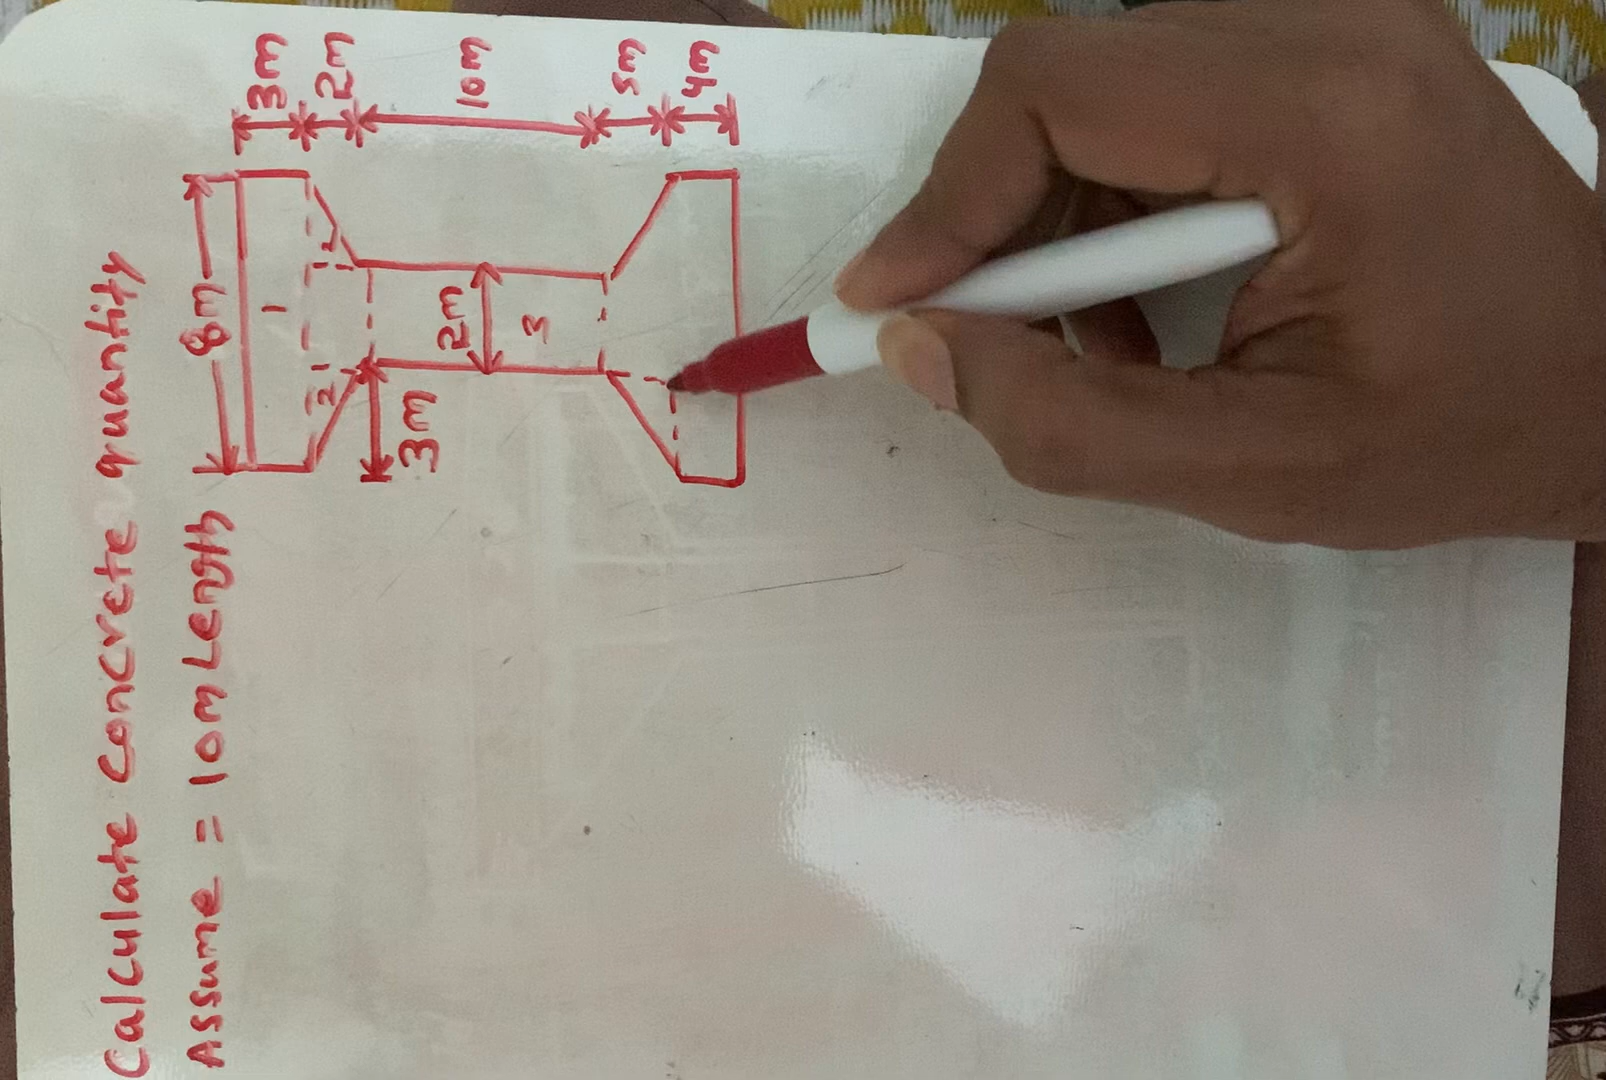 Calculate concrete quantity
Assume = 10m Length
8m
3m
2m
10m
5m
4m
1
2
2
2m
3
3m